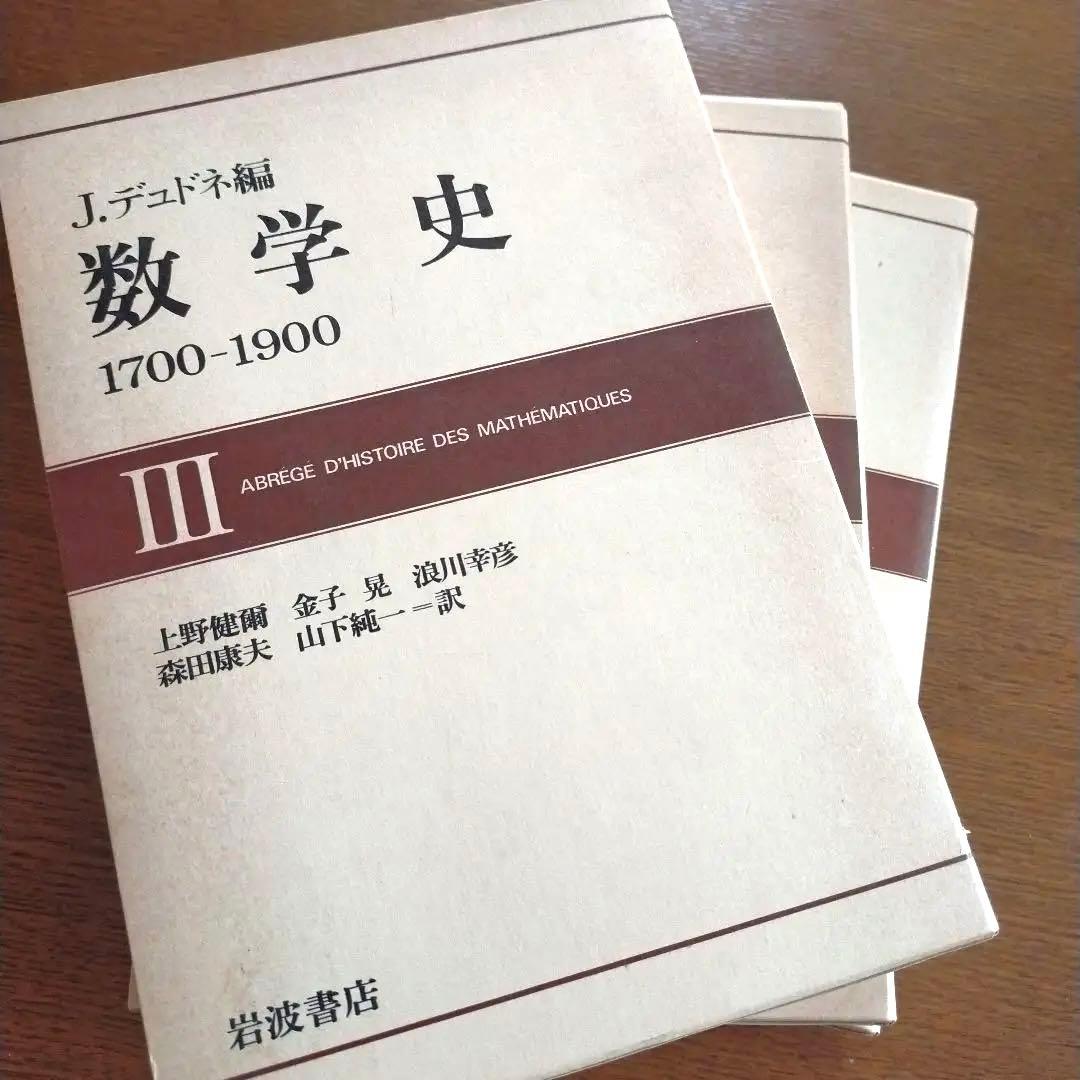 J.デュドネ編
数学史
1700-1900
III ABRÉGÉ D'HISTOIRE DES MATHÉMATIQUES
上野健爾 金子 晃 浪川幸彦
森田康夫 山下純一=訳
岩波書店